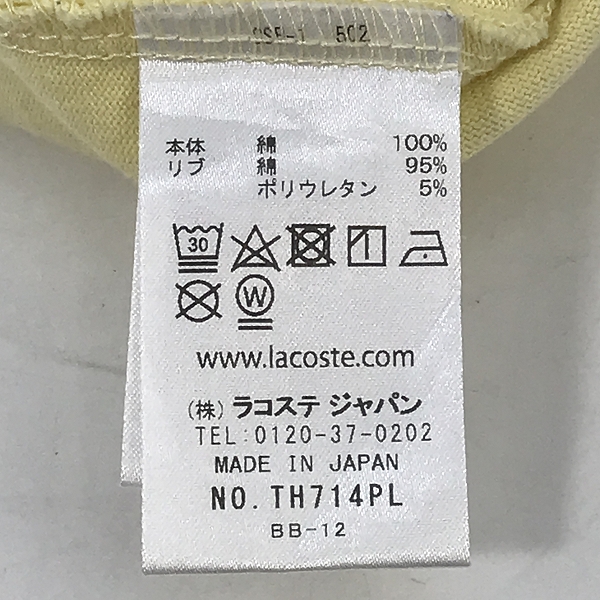 502
本体 綿 100%
リブ 綿 95%
ポリウレタン 5%
30
W
www.lacoste.com
(株) ラコステ ジャパン
TEL:0120-37-0202
MADE IN JAPAN
NO.TH714PL
BB-12